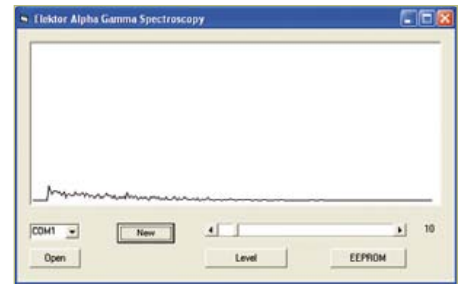 Elektor Alpha Gamma Spectroscopy
COM1 New 10
Open Level EEPROM